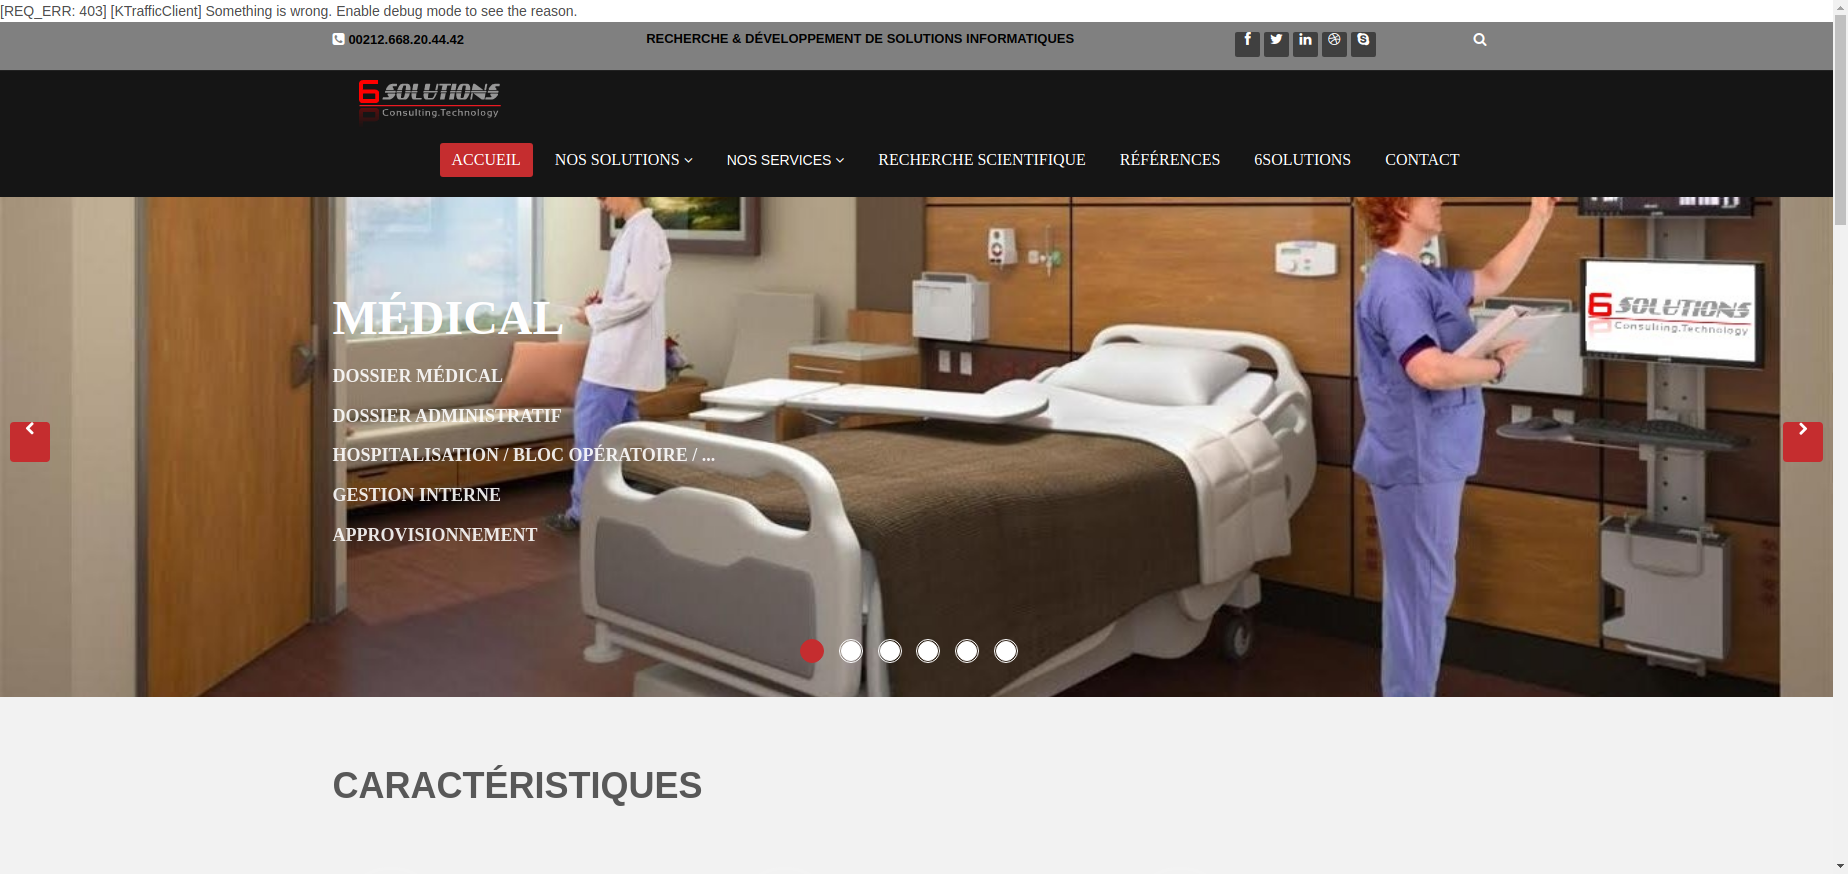 [REQ_ERR: 403] [KTrafficClient] Something is wrong. Enable debug mode to see the reason.
00212.668.20.44.42
RECHERCHE & DÉVELOPPEMENT DE SOLUTIONS INFORMATIQUES
6 SOLUTIONS
Consulting.Technology
ACCUEIL
NOS SOLUTIONS
NOS SERVICES
RECHERCHE SCIENTIFIQUE
RÉFÉRENCES
6SOLUTIONS
CONTACT
6 SOLUTIONS
Consulting.Technology
MÉDICAL
DOSSIER MÉDICAL
DOSSIER ADMINISTRATIF
HOSPITALISATION / BLOC OPÉRATOIRE / ...
GESTION INTERNE
APPROVISIONNEMENT
CARACTÉRISTIQUES